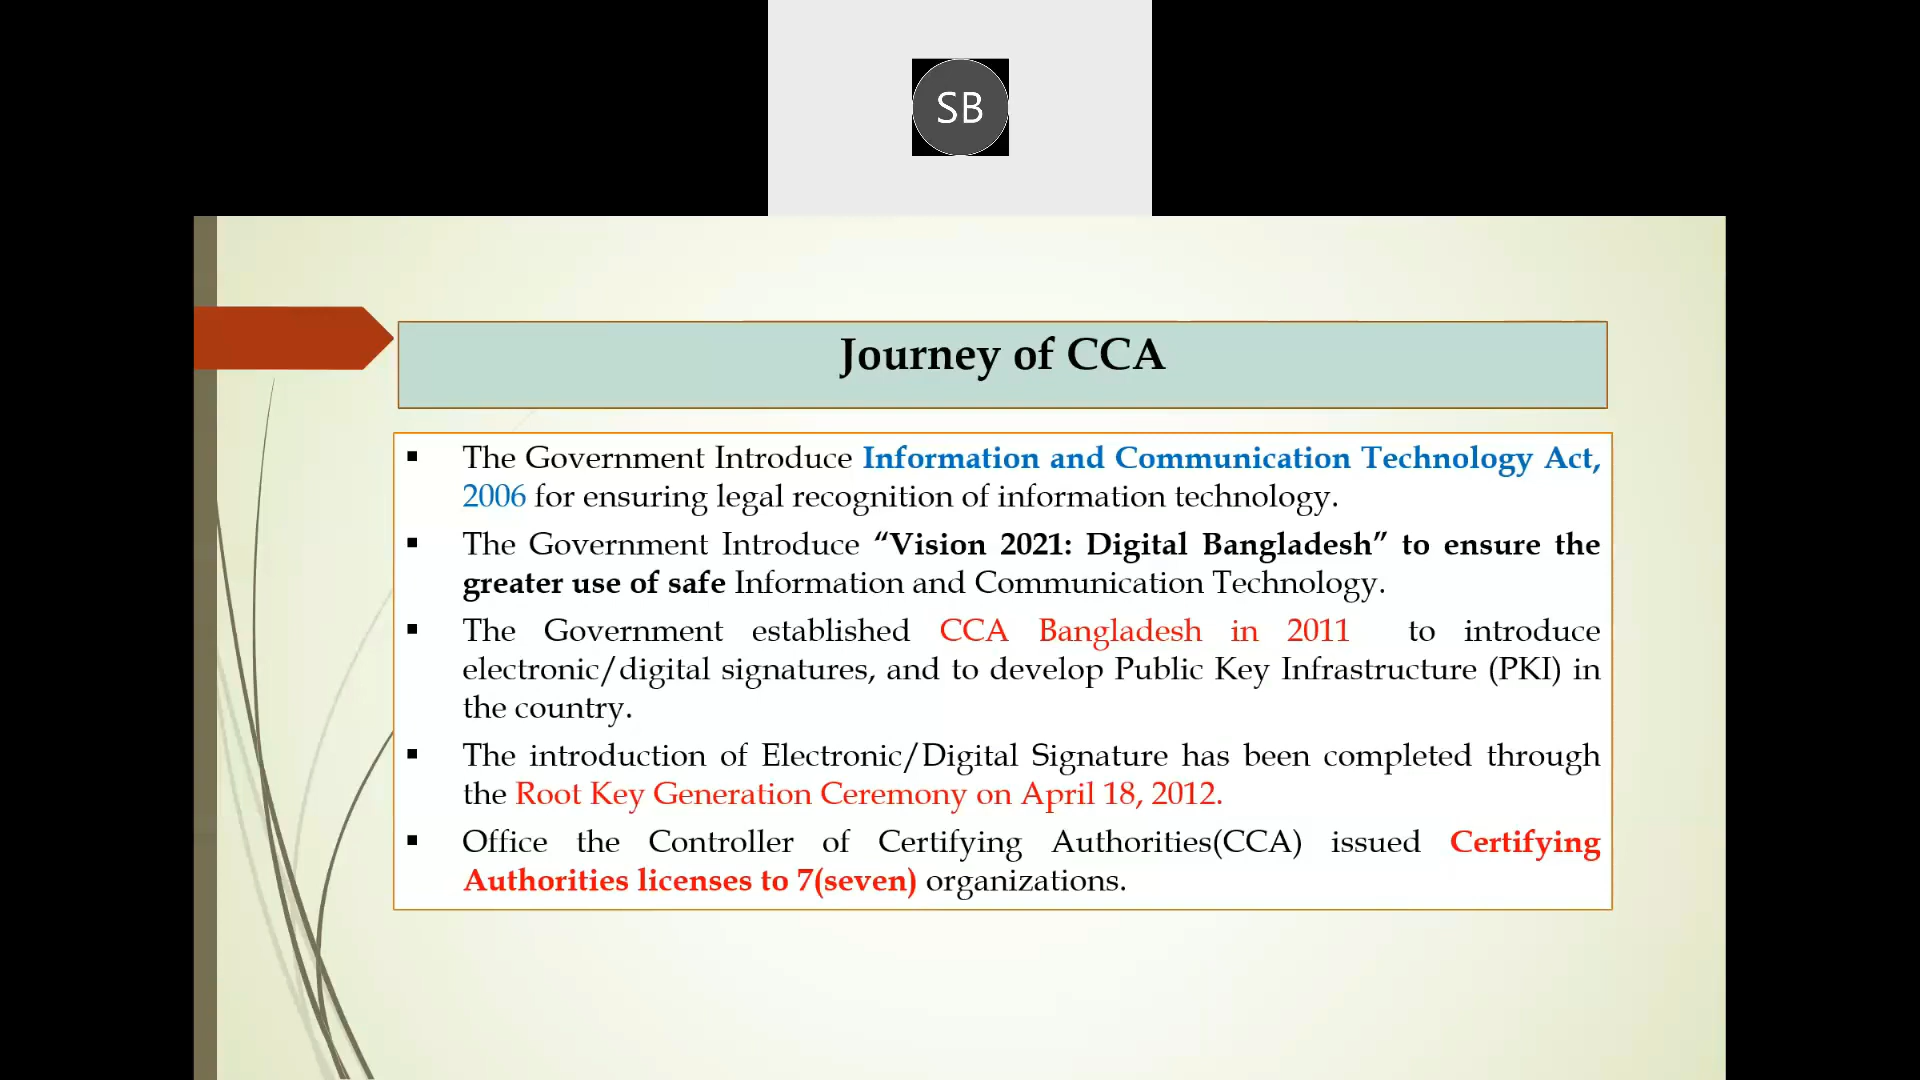 SB
Journey of CCA
▪ The Government Introduce Information and Communication Technology Act,
2006 for ensuring legal recognition of information technology.
▪ The Government Introduce “Vision 2021: Digital Bangladesh” to ensure the
greater use of safe Information and Communication Technology.
▪ The Government established CCA Bangladesh in 2011 to introduce
electronic/digital signatures, and to develop Public Key Infrastructure (PKI) in
the country.
▪ The introduction of Electronic/Digital Signature has been completed through
the Root Key Generation Ceremony on April 18, 2012.
▪ Office the Controller of Certifying Authorities(CCA) issued Certifying
Authorities licenses to 7(seven) organizations.